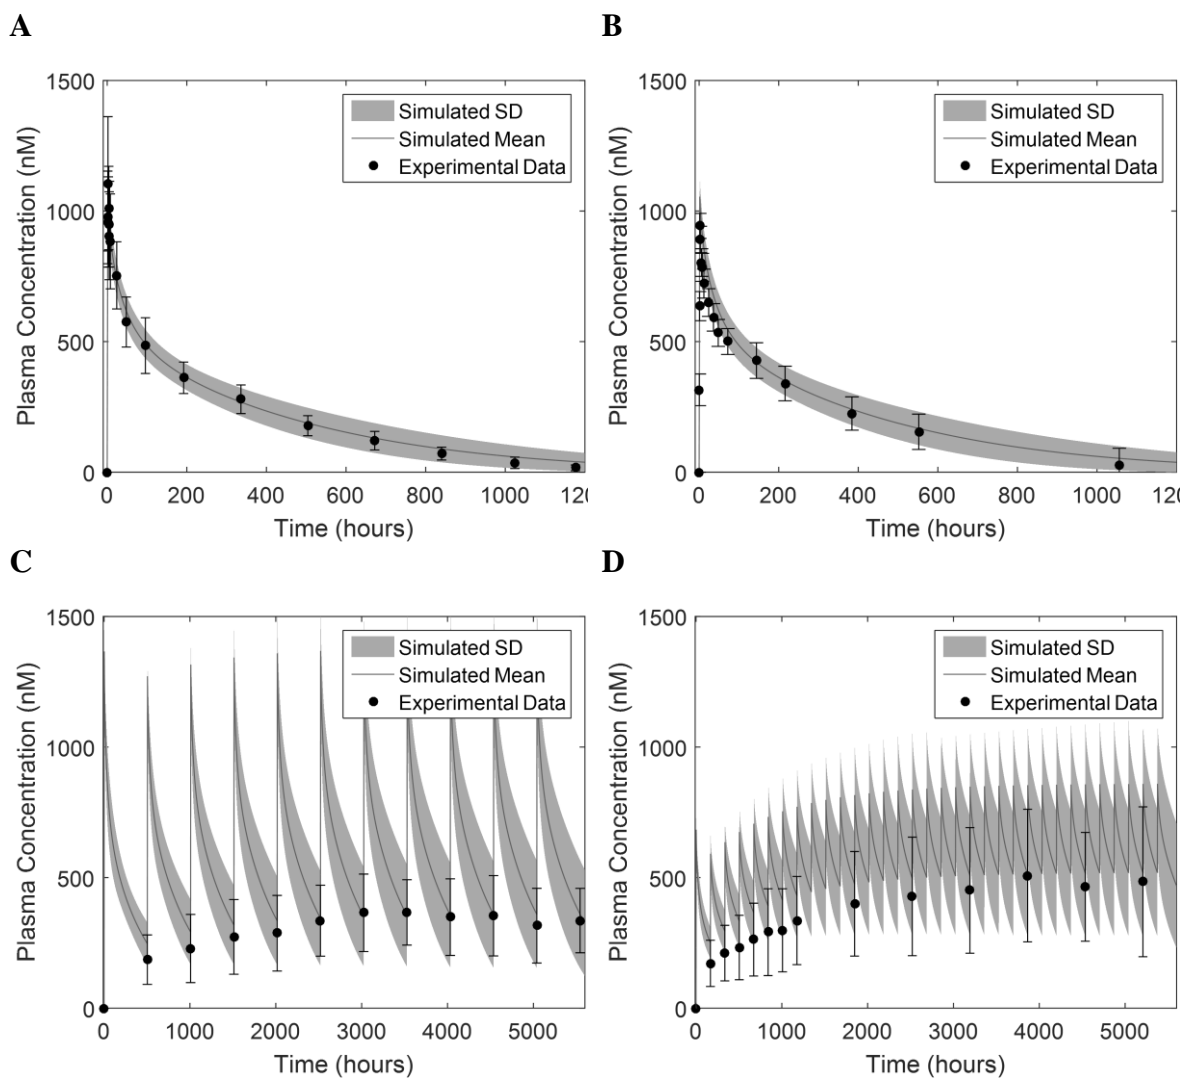 A
B
1500
1000
500
0
Plasma Concentration (nM)
Simulated SD
Simulated Mean
Experimental Data
0 200 400 600 800 1000 120
Time (hours)
1500
1000
500
0
Plasma Concentration (nM)
Simulated SD
Simulated Mean
Experimental Data
0 200 400 600 800 1000 120
Time (hours)
C
D
1500
1000
500
0
Plasma Concentration (nM)
Simulated SD
Simulated Mean
Experimental Data
0 1000 2000 3000 4000 5000
Time (hours)
1500
1000
500
0
Plasma Concentration (nM)
Simulated SD
Simulated Mean
Experimental Data
0 1000 2000 3000 4000 5000
Time (hours)